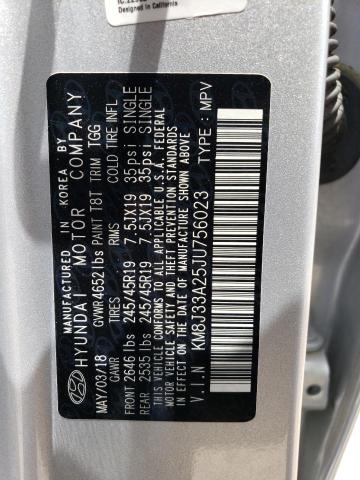 Designed in California
MANUFACTURED IN KOREA BY
HYUNDAI MOTOR COMPANY
MAY/03/18 GVWR 4652 lbs PAINT T8T TRIM TGG
GAWR TIRES RIMS COLD TIRE INFL
FRONT 2646 lbs 245/45R19 7.5JX19 35psi SINGLE
REAR 2535 lbs 245/45R19 7.5JX19 35psi SINGLE
THIS VEHICLE CONFORMS TO ALL APPLICABLE U.S.A. FEDERAL
MOTOR VEHICLE SAFETY AND THEFT PREVENTION STANDARDS
IN EFFECT ON THE DATE OF MANUFACTURE SHOWN ABOVE
V.I.N KM8J33A25JU756023 TYPE : MPV